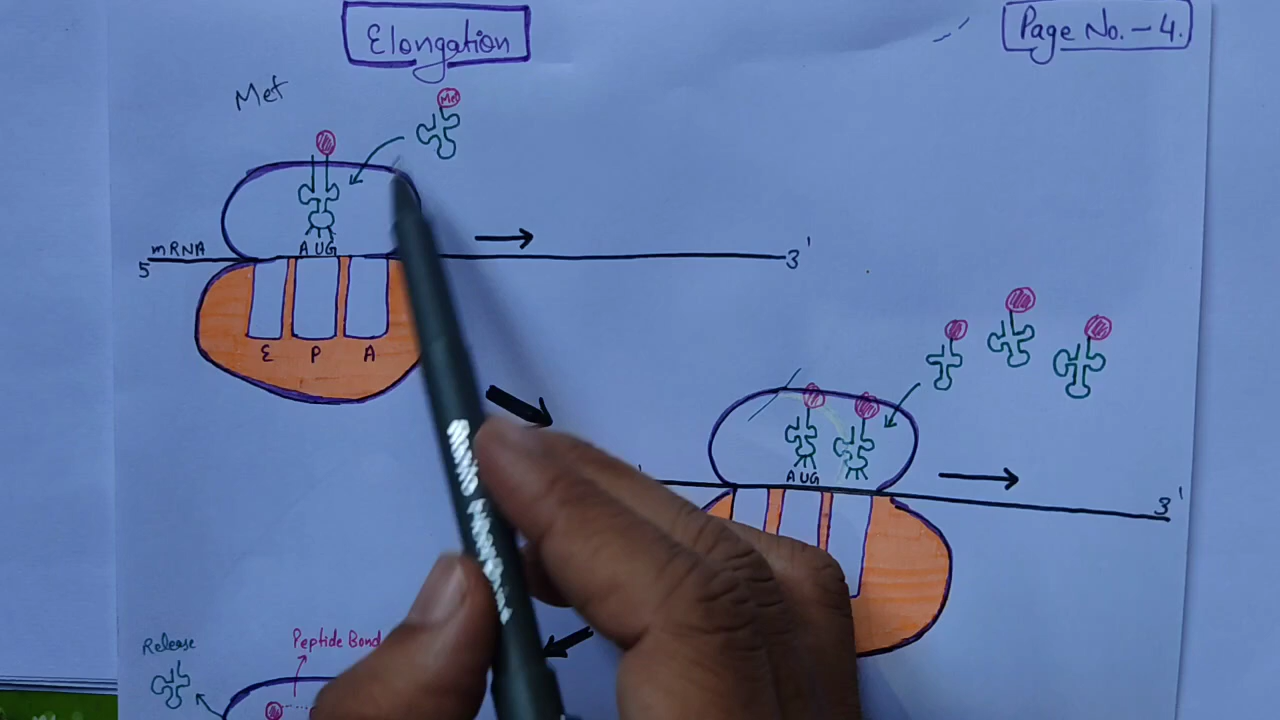 Elongation
Page No. - 4.
Met
Met
mRNA
AUG
5'
3'
E P A
AUG
3'
Release
Peptide Bond